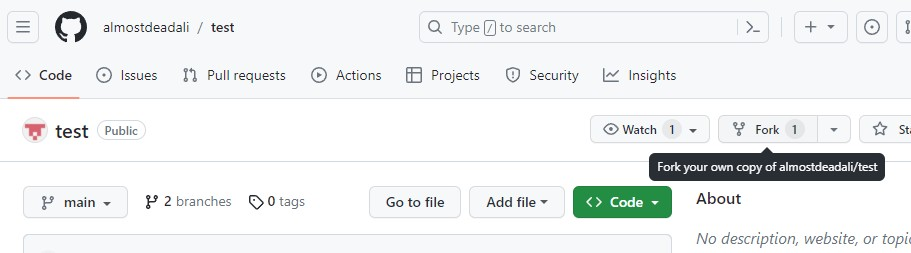 almostdeadali / test Type / to search
Code Issues Pull requests Actions Projects Security Insights
test Public Watch 1 Fork 1
Fork your own copy of almostdeadali/test
main 2 branches 0 tags Go to file Add file Code About
No description, website, or